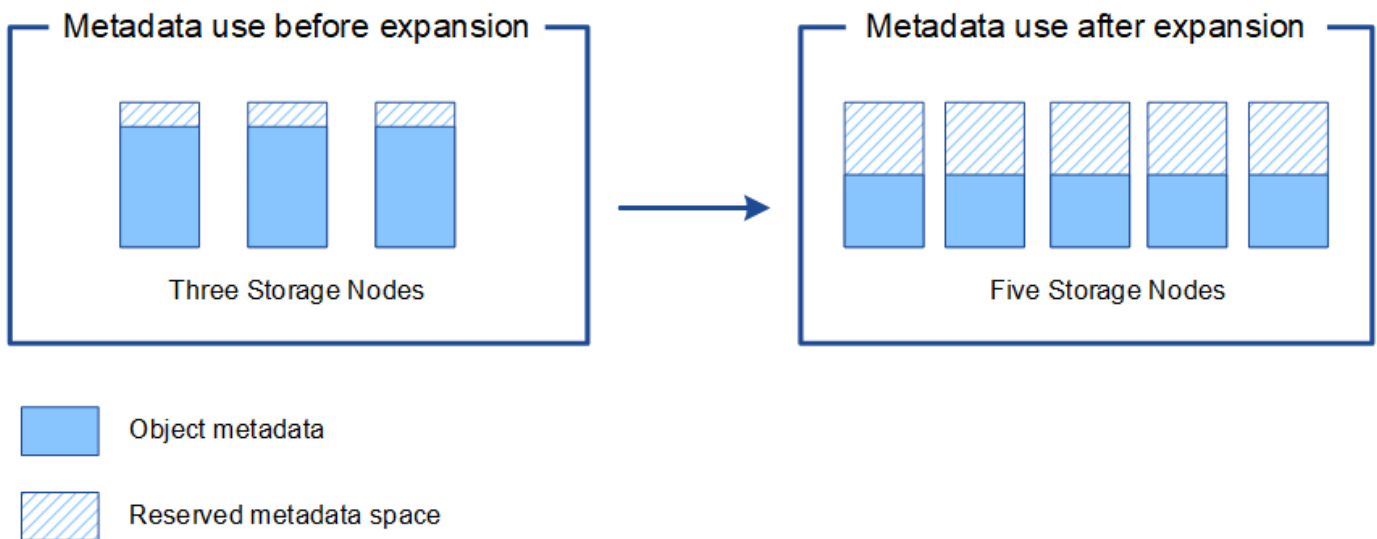 Metadata use before expansion
Metadata use after expansion
Three Storage Nodes
Five Storage Nodes
Object metadata
Reserved metadata space